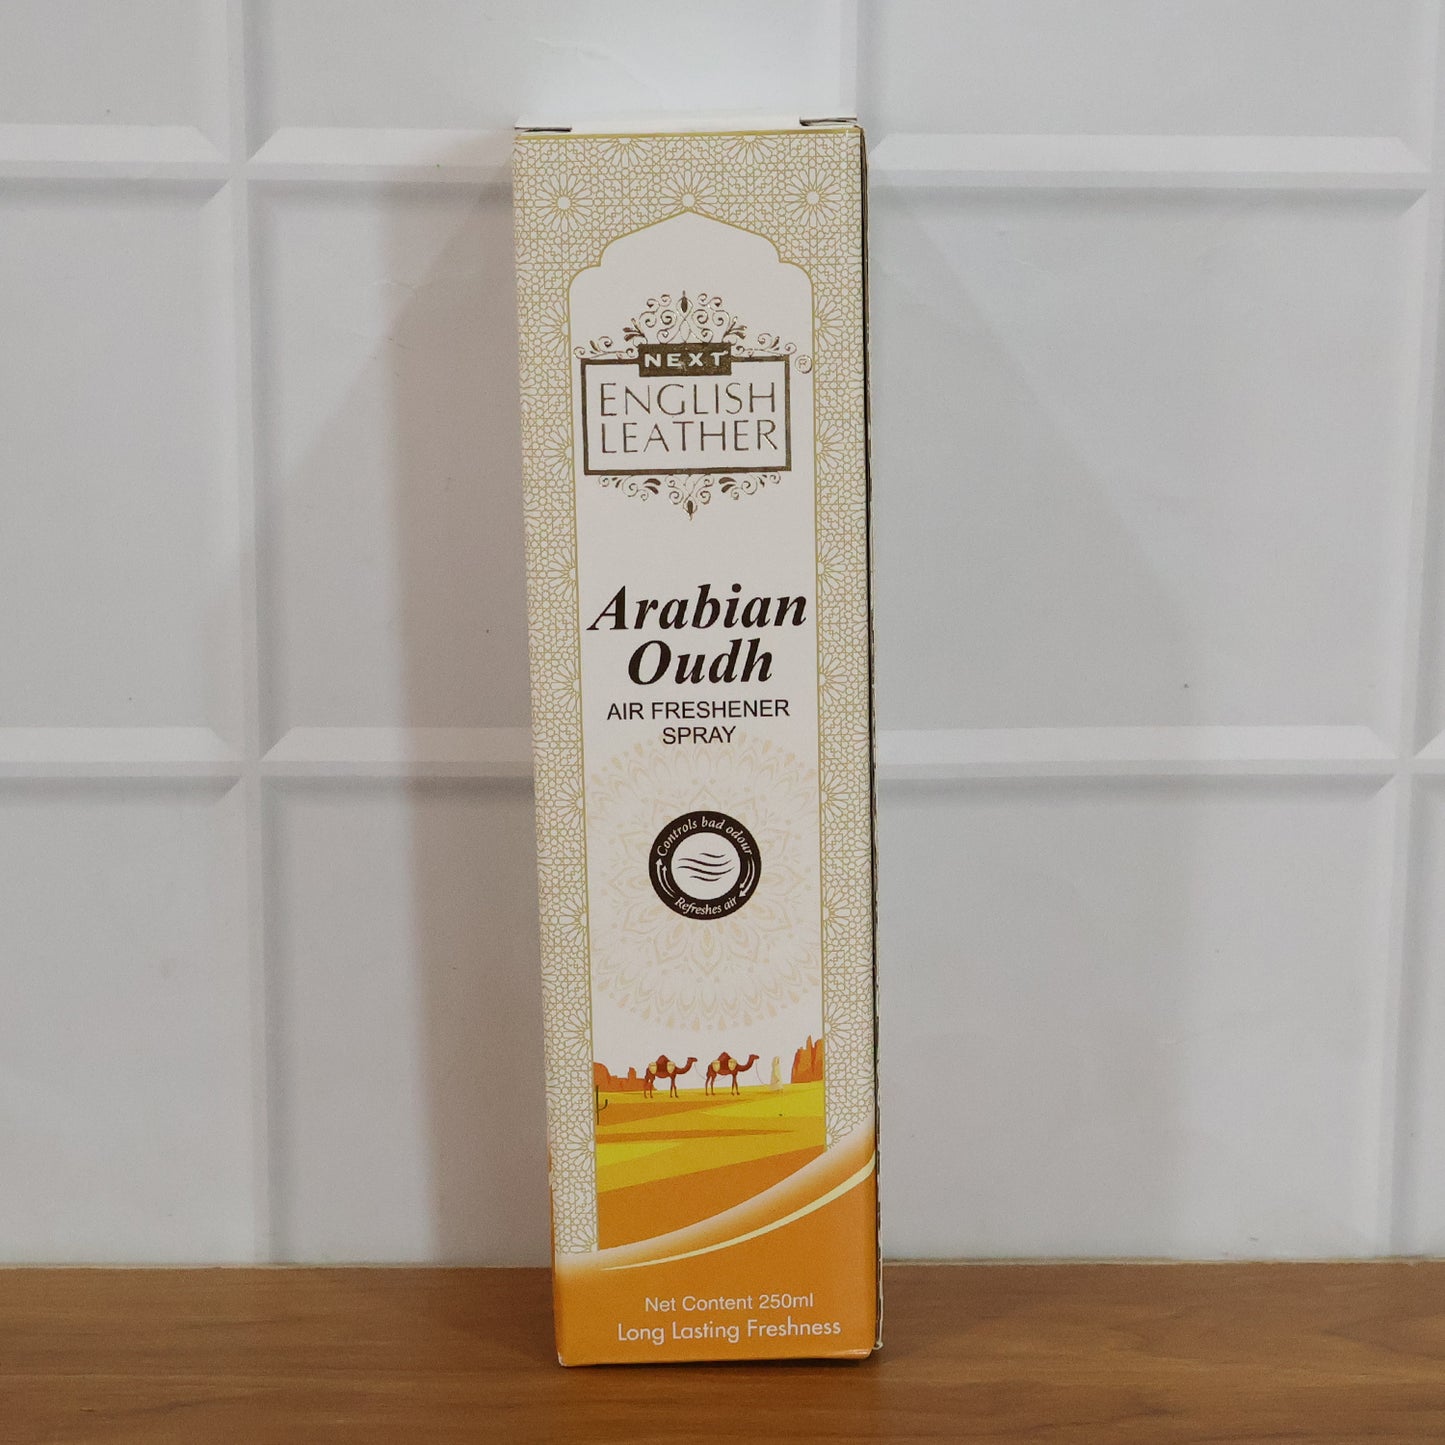 NEXT
ENGLISH
LEATHER
®
Arabian
Oudh
AIR FRESHENER
SPRAY
Controls bad odour
Refreshes air
Net Content 250ml
Long Lasting Freshness